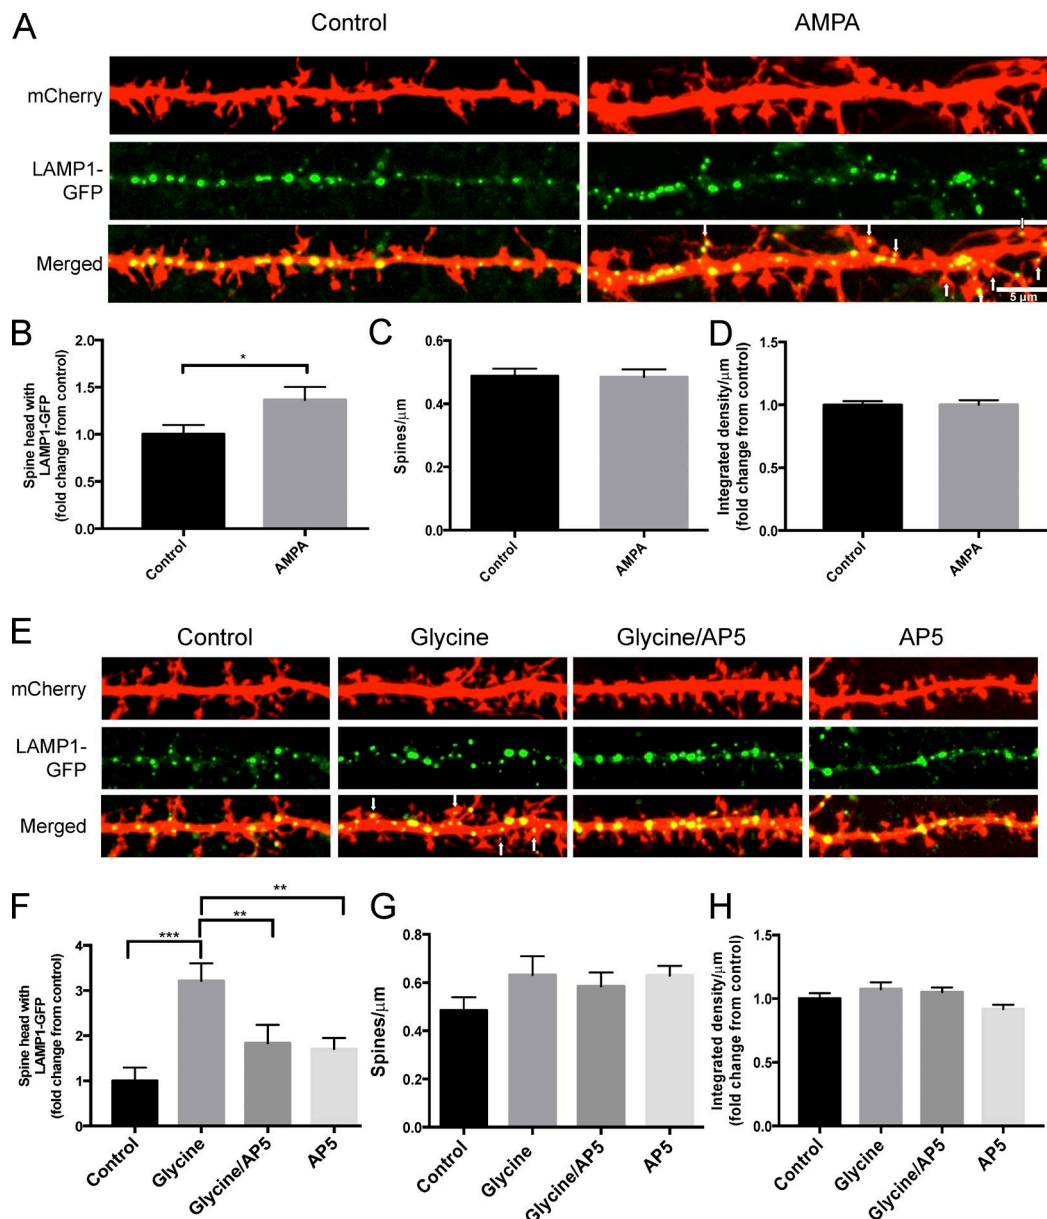 A
Control
AMPA
mCherry
LAMP1-
GFP
Merged
5 μm
B
Spine head with
LAMP1-GFP
(fold change from control)
2.0
1.5
1.0
0.5
0.0
*
Control
AMPA
C
Spines/μm
0.6
0.4
0.2
0.0
Control
AMPA
D
Integrated density/μm
(fold change from control)
1.5
1.0
0.5
0.0
Control
AMPA
E
Control
Glycine
Glycine/AP5
AP5
mCherry
LAMP1-
GFP
Merged
F
Spine head with
LAMP1-GFP
(fold change from control)
4
3
2
1
0
***
**
**
Control
Glycine
Glycine/AP5
AP5
G
Spines/μm
0.8
0.6
0.4
0.2
0.0
Control
Glycine
Glycine/AP5
AP5
H
Integrated density/μm
(fold change from control)
1.5
1.0
0.5
0.0
Control
Glycine
Glycine/AP5
AP5